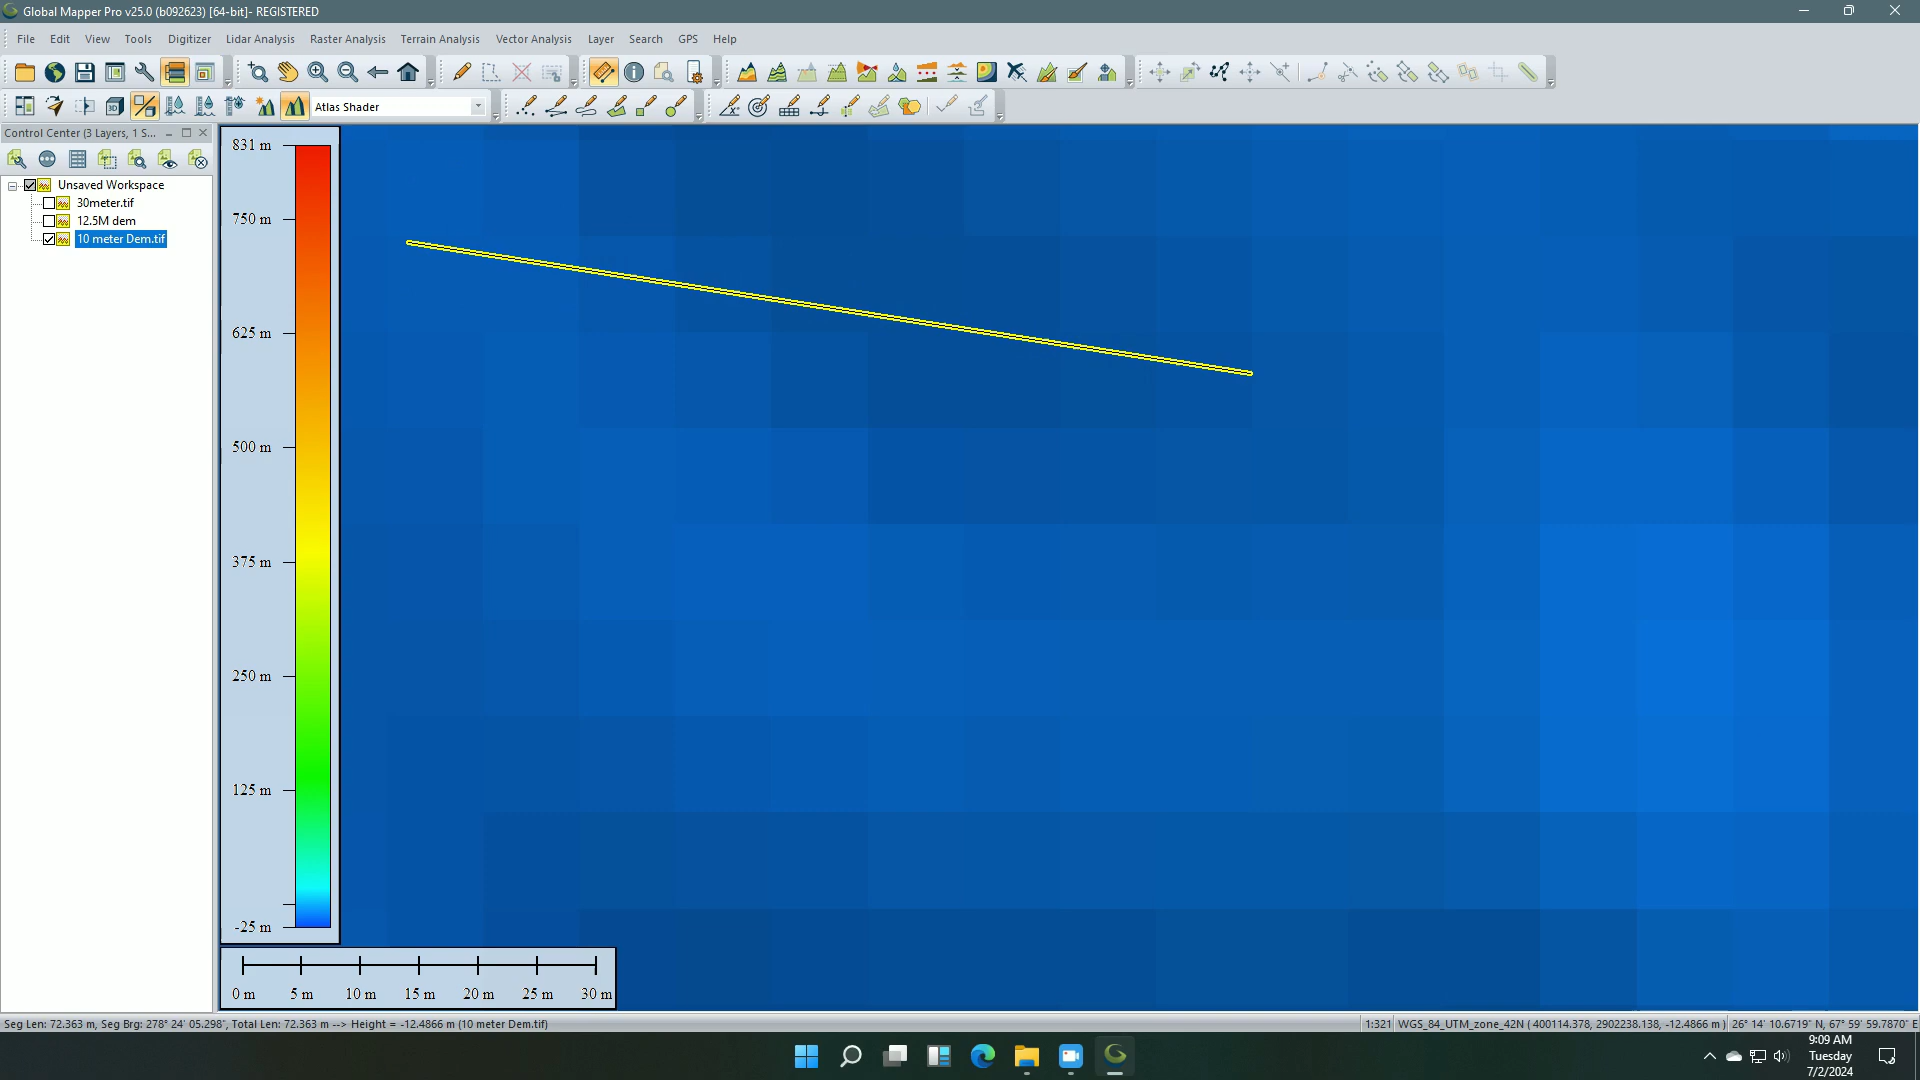 Global Mapper Pro v25.0 (b092623) [64-bit]- REGISTERED
File Edit View Tools Digitizer Lidar Analysis Raster Analysis Terrain Analysis Vector Analysis Layer Search GPS Help
Atlas Shader
Control Center (3 Layers, 1 S...
Unsaved Workspace
30meter.tif
12.5M dem
10 meter Dem.tif
831 m
750 m
625 m
500 m
375 m
250 m
125 m
-25 m
0 m 5 m 10 m 15 m 20 m 25 m 30 m
Seg Len: 72.363 m, Seg Brg: 278° 24' 05.298", Total Len: 72.363 m --> Height = -12.4866 m (10 meter Dem.tif)
1:321 WGS_84_UTM_zone_42N ( 400114.378, 2902238.138, -12.4866 m ) 26° 14' 10.6719" N, 67° 59' 59.7870" E
9:09 AM
Tuesday
7/2/2024